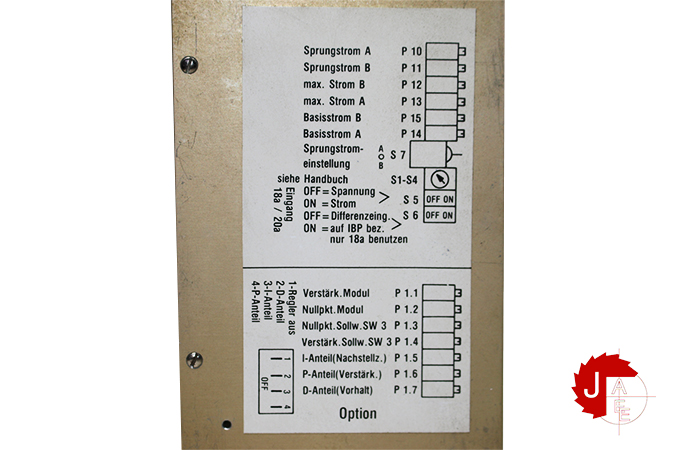 Sprungstrom A P 10
Sprungstrom B P 11
max. Strom B P 12
max. Strom A P 13
Basisstrom B P 15
Basisstrom A P 14
Sprungstrom-
einstellung
A
O
B
S 7
siehe Handbuch S1-S4
Eingang
18a / 20a
OFF = Spannung
ON = Strom
> S 5 OFF ON
OFF = Differenzeing.
ON = auf IBP bez.
nur 18a benutzen
> S 6 OFF ON
1-Regler aus
2-D-Anteil
3-I-Anteil
4-P-Anteil
Verstärk.Modul P 1.1
Nullpkt.Modul P 1.2
Nullpkt.Sollw.SW 3 P 1.3
Verstärk.Sollw.SW 3 P 1.4
I-Anteil(Nachstellz.) P 1.5
P-Anteil(Verstärk.) P 1.6
D-Anteil(Vorhalt) P 1.7
1
2
3
4
OFF
Option
J A